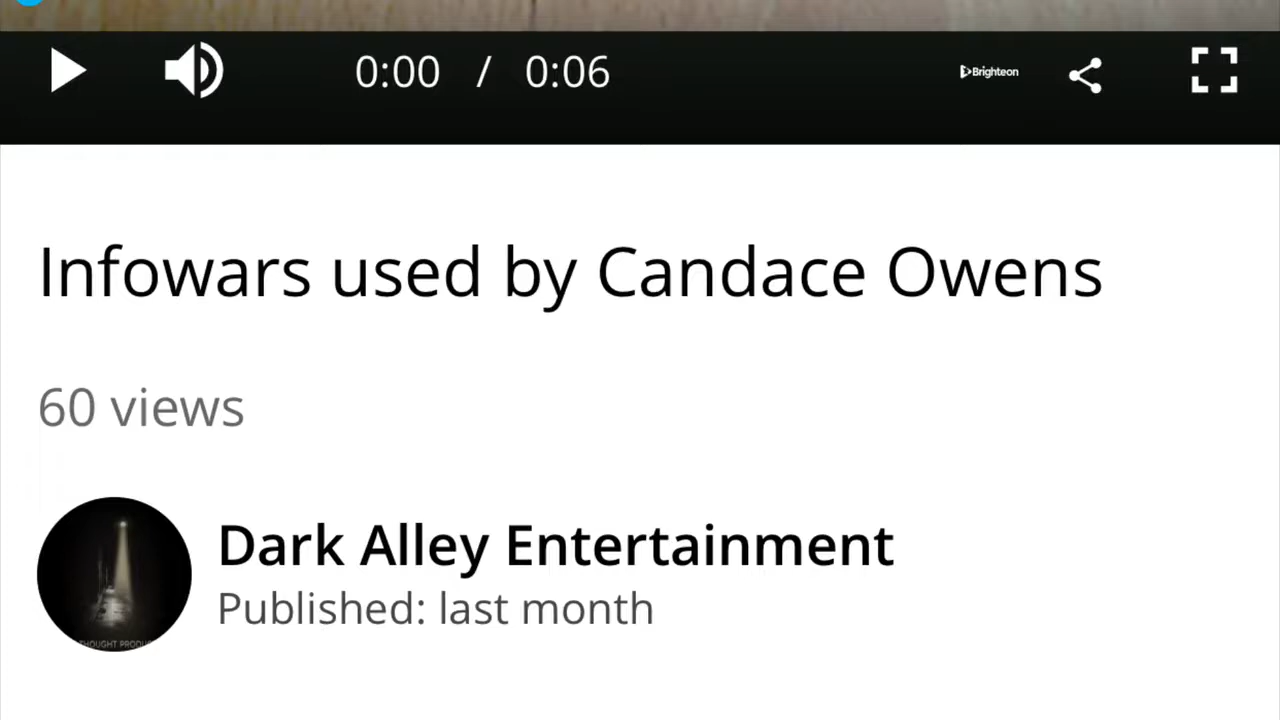 0:00 / 0:06
Brighteon
Infowars used by Candace Owens
60 views
Dark Alley Entertainment
Published: last month